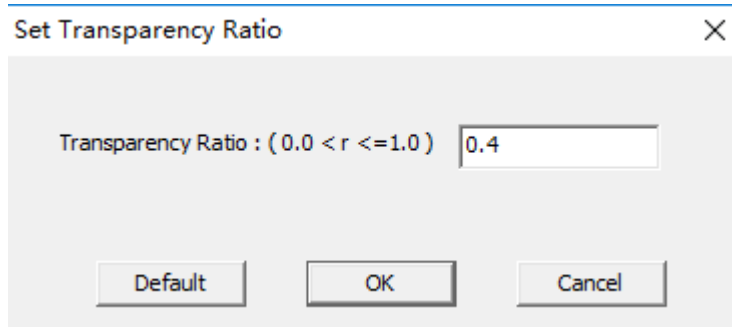 Set Transparency Ratio
Transparency Ratio : ( 0.0 < r <=1.0 ) 0.4
Default OK Cancel